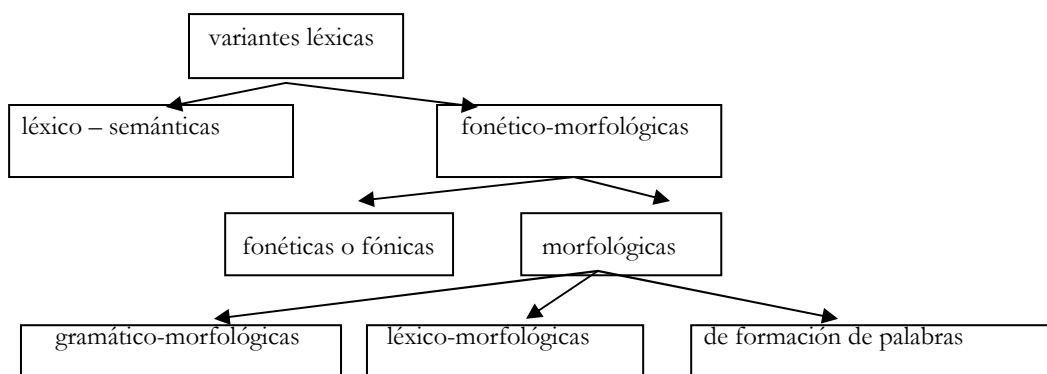 variantes léxicas
léxico – semánticas
fonético-morfológicas
fonéticas o fónicas
morfológicas
gramático-morfológicas
léxico-morfológicas
de formación de palabras